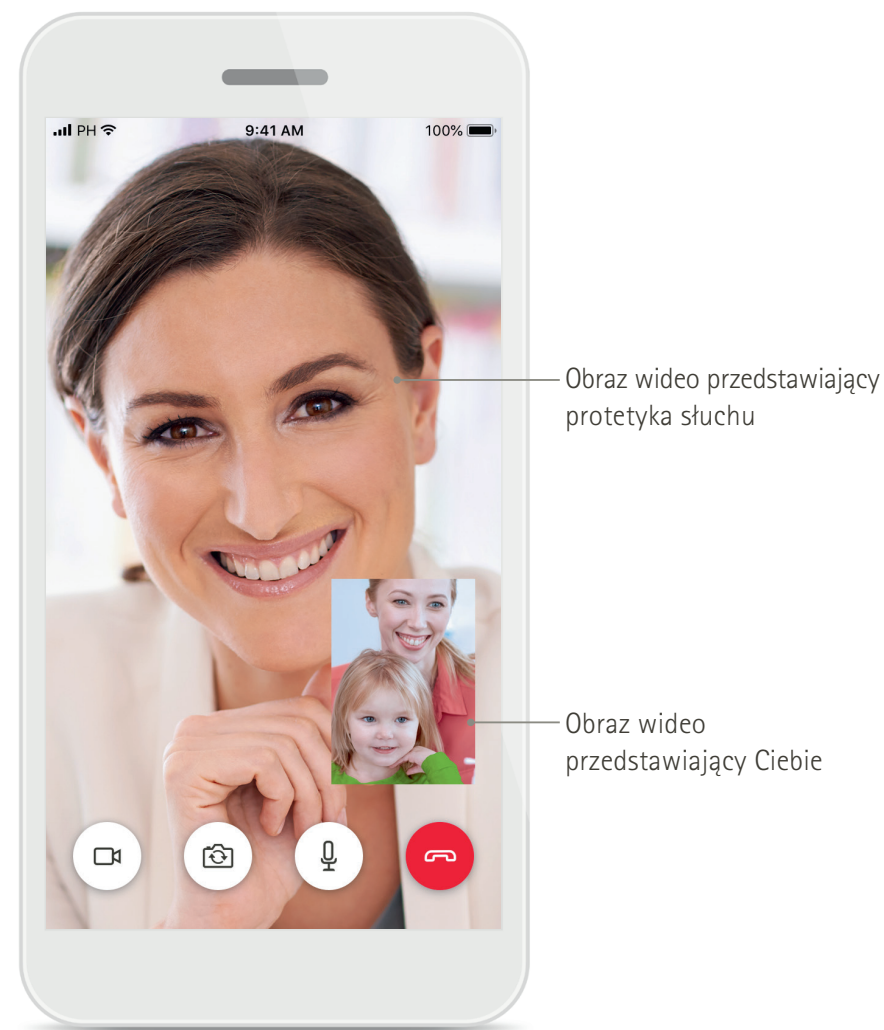 PH 9:41 AM 100%
Obraz wideo przedstawiający
protetyka słuchu
Obraz wideo
przedstawiający Ciebie